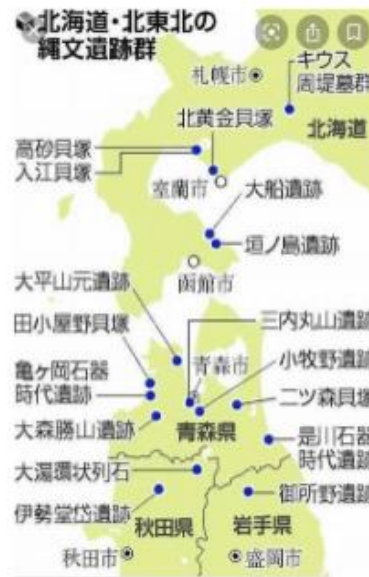 北海道・北東北の
縄文遺跡群
札幌市
キウス
周堤墓群
北海道
北黄金貝塚
高砂貝塚
入江貝塚
室蘭市
大船遺跡
垣ノ島遺跡
函館市
大平山元遺跡
田小屋野貝塚
三内丸山遺跡
青森市
亀ヶ岡石器
時代遺跡
小牧野遺跡
二ツ森貝塚
大森勝山遺跡
青森県
是川石器
時代遺跡
大湯環状列石
御所野遺跡
伊勢堂岱遺跡
秋田県
岩手県
秋田市
盛岡市